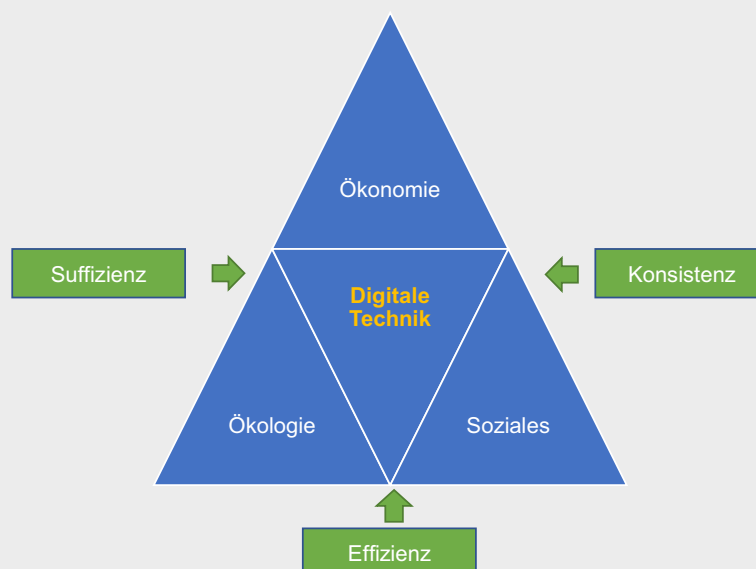 Ökonomie
Suffizienz
Konsistenz
Digitale
Technik
Ökologie
Soziales
Effizienz